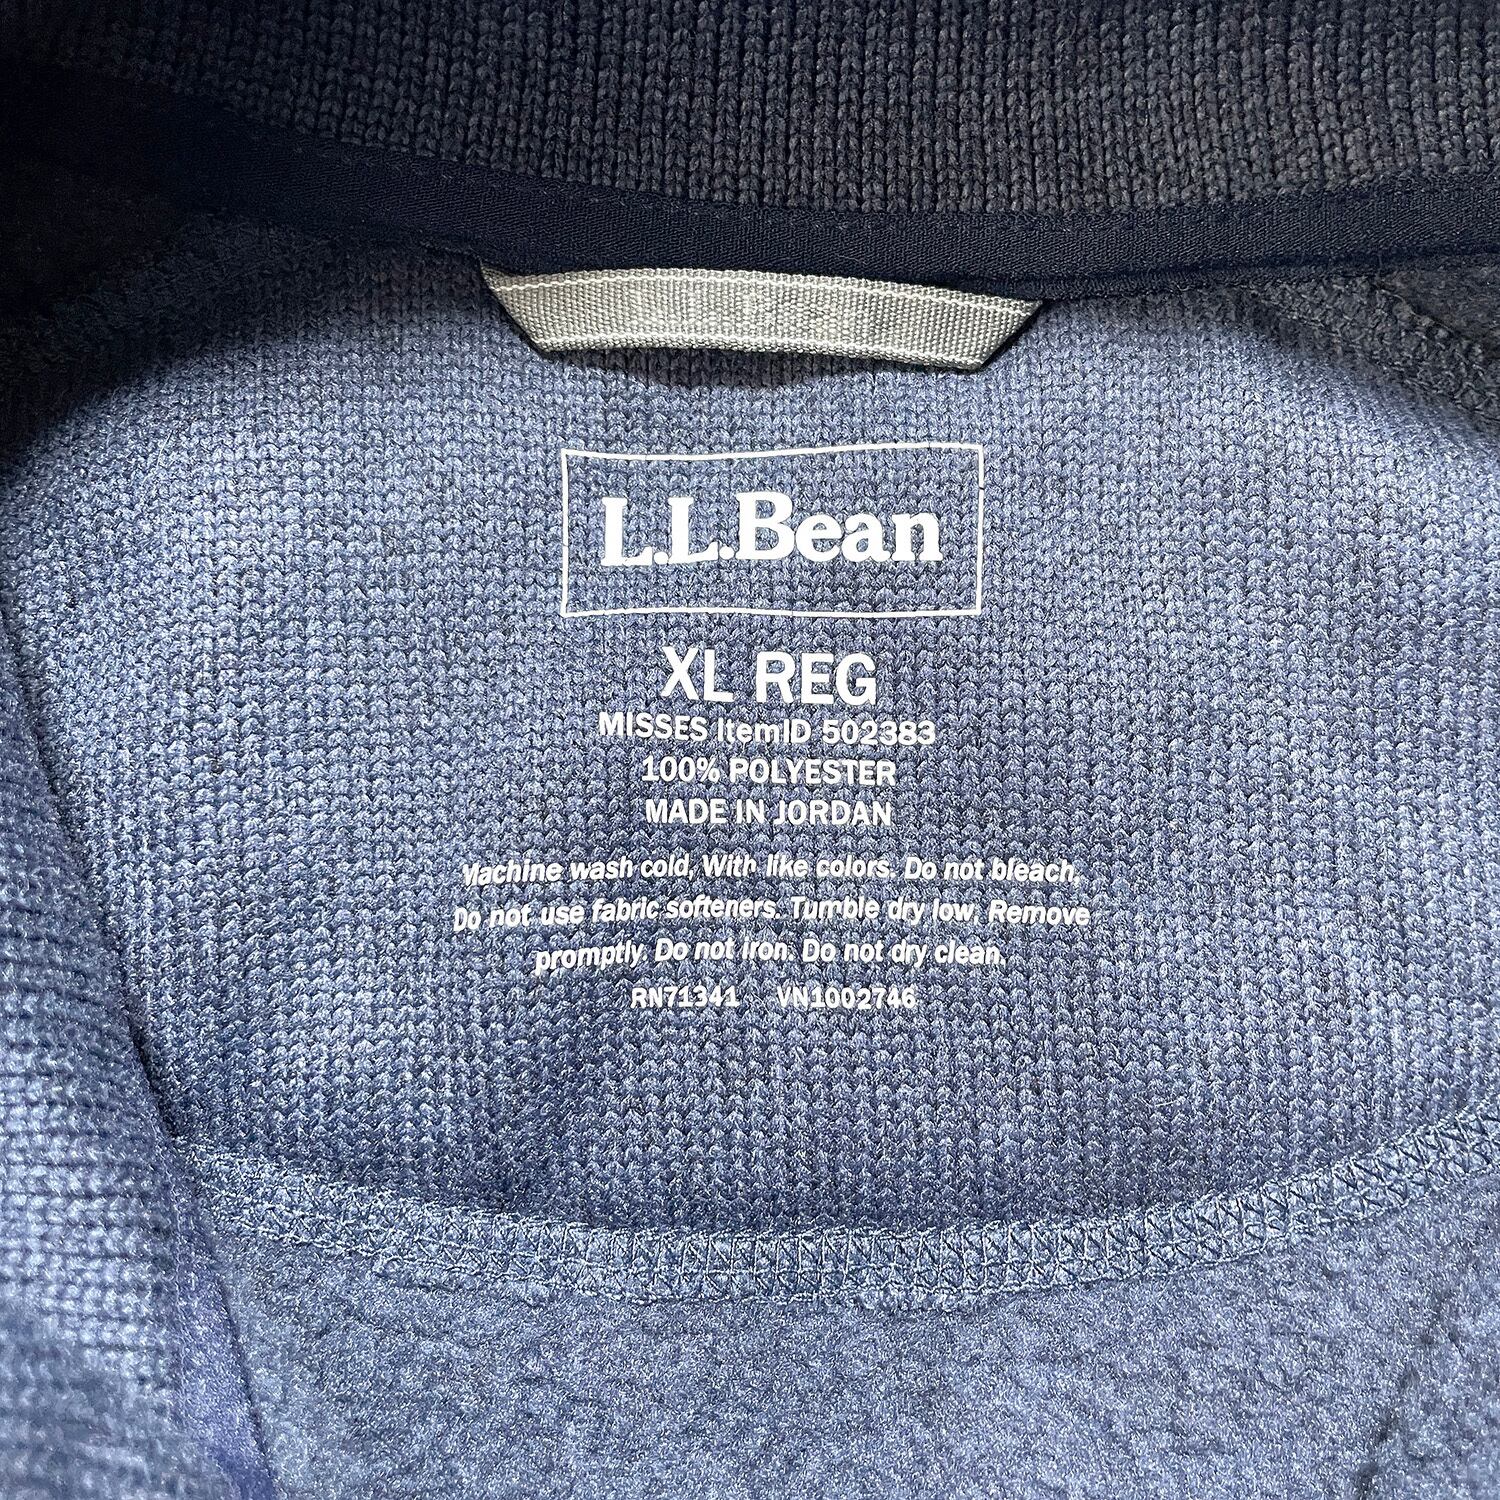 L.L.Bean
XL REG
MISSES ItemID 502383
100% POLYESTER
MADE IN JORDAN
Machine wash cold, With like colors. Do not bleach.
Do not use fabric softeners. Tumble dry low, Remove
promptly. Do not iron. Do not dry clean.
RN71341 VN1002746